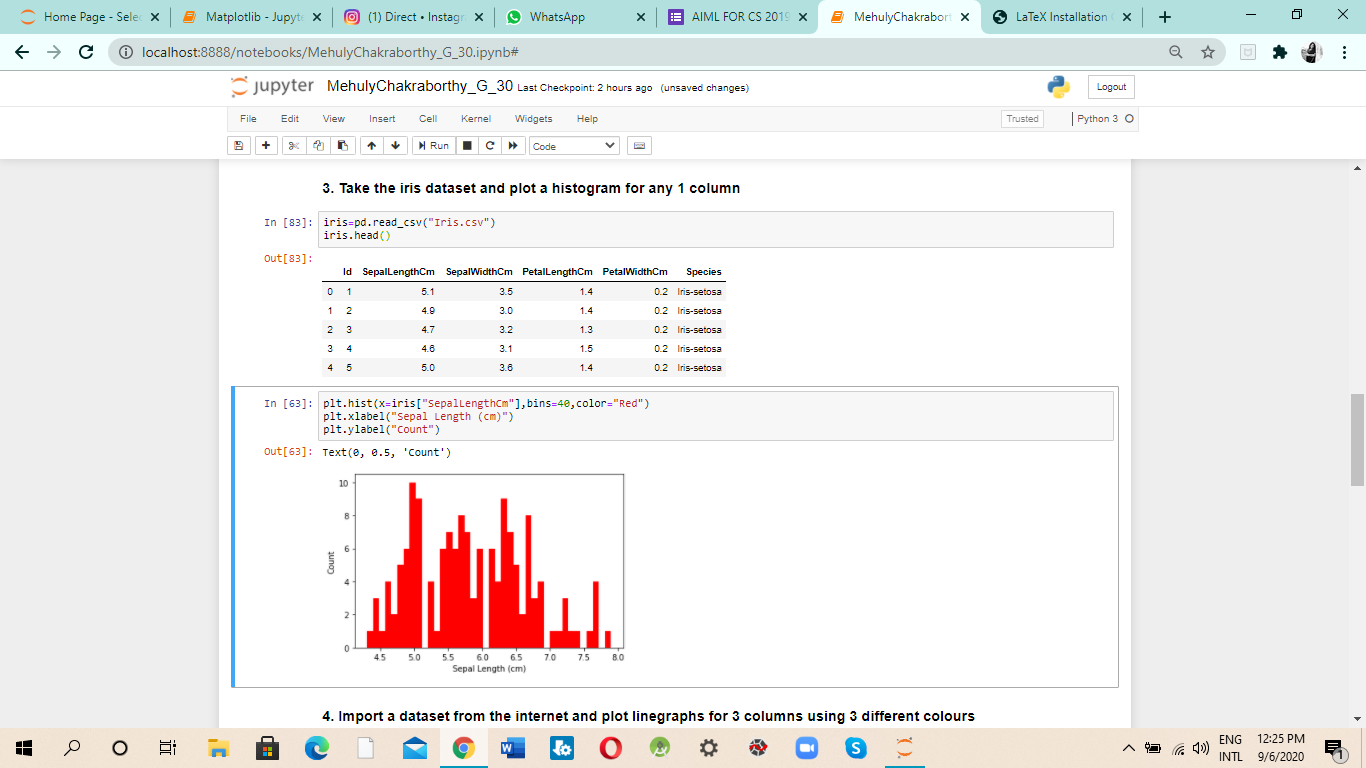 Home Page - Selec
Matplotlib - Jupyte
(1) Direct • Instagr
WhatsApp
AIML FOR CS 2019
MehulyChakrabort
LaTeX Installation
localhost:8888/notebooks/MehulyChakraborthy_G_30.ipynb#
jupyter MehulyChakraborthy_G_30 Last Checkpoint: 2 hours ago (unsaved changes)
Logout
File Edit View Insert Cell Kernel Widgets Help
Trusted Python 3
Run Code
3. Take the iris dataset and plot a histogram for any 1 column
In [83]: iris=pd.read_csv("Iris.csv")
iris.head()
Out[83]:
Id SepalLengthCm SepalWidthCm PetalLengthCm PetalWidthCm Species
0 1 5.1 3.5 1.4 0.2 Iris-setosa
1 2 4.9 3.0 1.4 0.2 Iris-setosa
2 3 4.7 3.2 1.3 0.2 Iris-setosa
3 4 4.6 3.1 1.5 0.2 Iris-setosa
4 5 5.0 3.6 1.4 0.2 Iris-setosa
In [63]: plt.hist(x=iris["SepalLengthCm"],bins=40,color="Red")
plt.xlabel("Sepal Length (cm)")
plt.ylabel("Count")
Out[63]: Text(0, 0.5, 'Count')
10
8
6
4
2
0
Count
4.5 5.0 5.5 6.0 6.5 7.0 7.5 8.0
Sepal Length (cm)
4. Import a dataset from the internet and plot linegraphs for 3 columns using 3 different colours
ENG
INTL
12:25 PM
9/6/2020
1